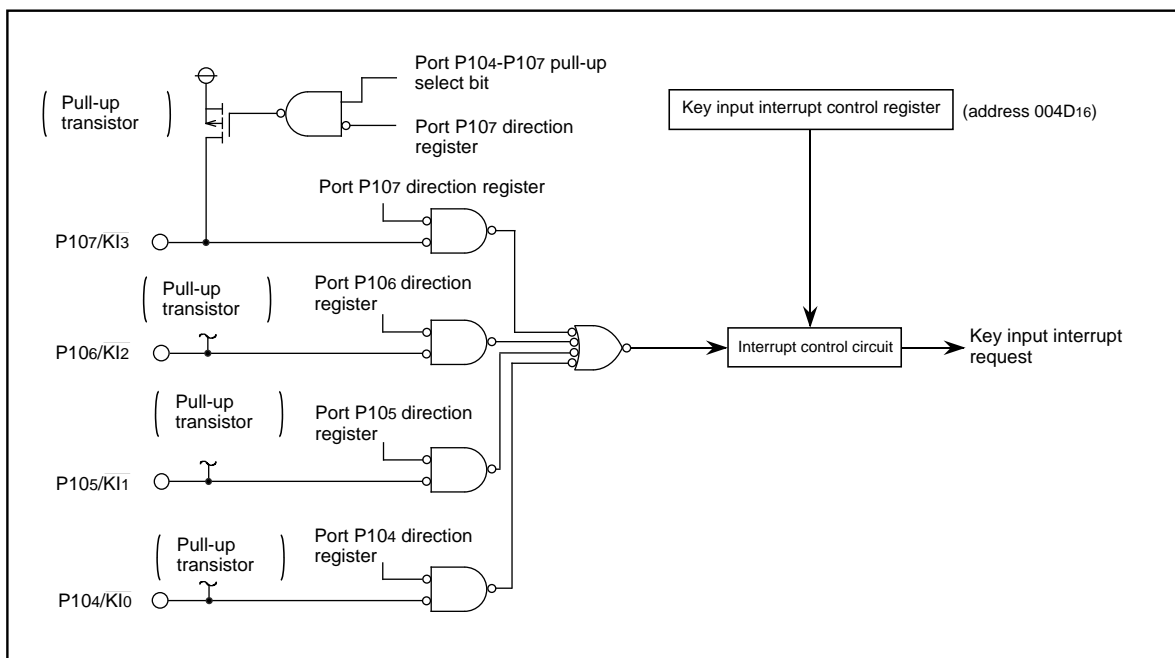 Port P104-P107 pull-up
select bit
Pull-up
transistor
Port P107 direction
register
Key input interrupt control register
(address 004D16)
Port P107 direction register
P107/KI3
Pull-up
transistor
Port P106 direction
register
P106/KI2
Interrupt control circuit
Key input interrupt
request
Pull-up
transistor
Port P105 direction
register
P105/KI1
Pull-up
transistor
Port P104 direction
register
P104/KI0